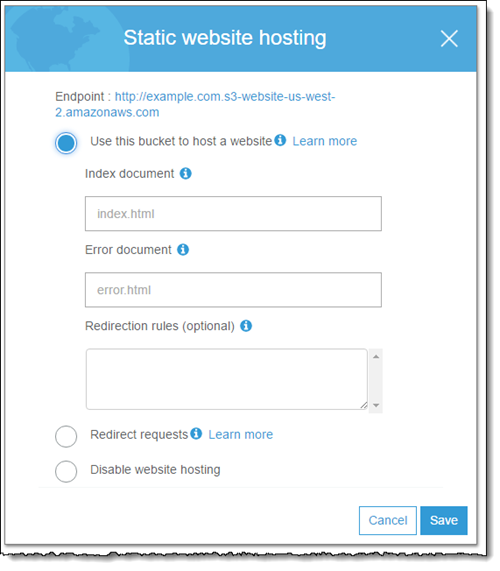 Static website hosting
Endpoint : http://example.com.s3-website-us-west-
2.amazonaws.com
Use this bucket to host a website Learn more
Index document
index.html
Error document
error.html
Redirection rules (optional)
Redirect requests Learn more
Disable website hosting
Cancel Save